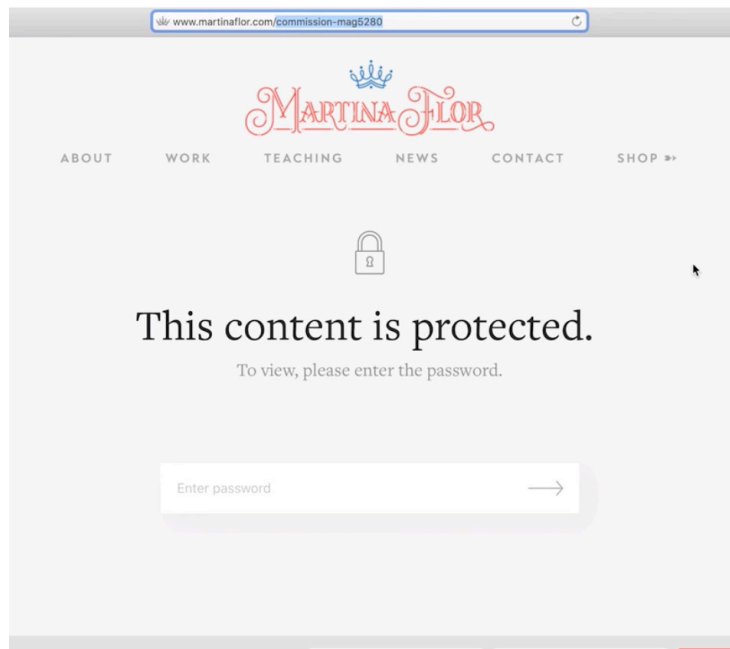 www.martinaflor.com/commission-mag5280
MARTINA FLOR
ABOUT WORK TEACHING NEWS CONTACT SHOP
This content is protected.
To view, please enter the password.
Enter password